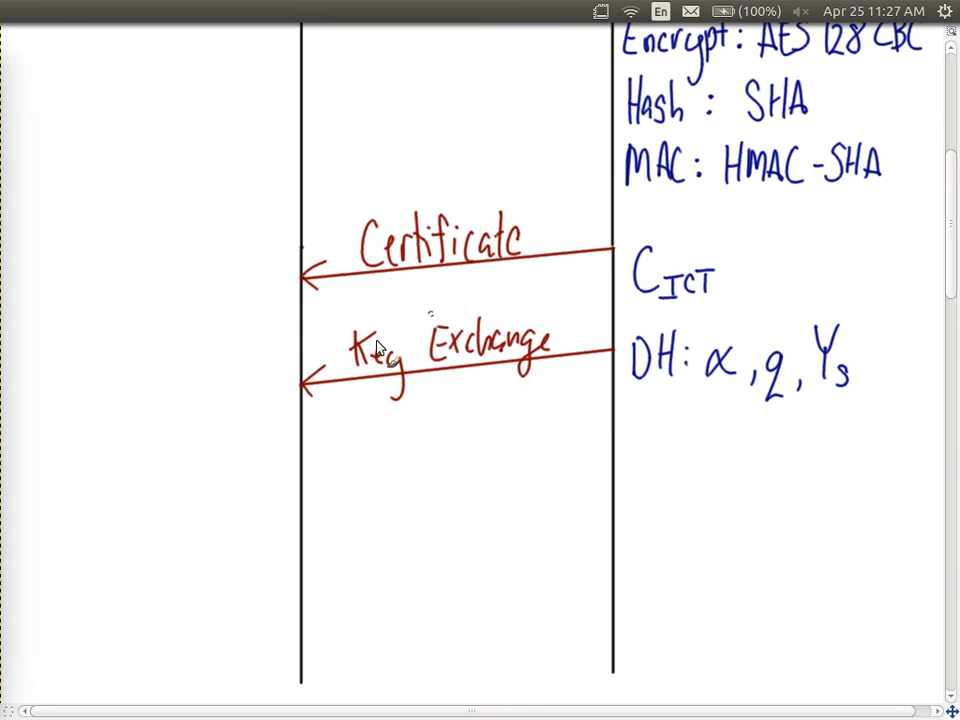 En (100%) Apr 25 11:27 AM
Encrypt: AES 128 CBC
Hash: SHA
MAC: HMAC-SHA
Certificate
C_ICT
Key Exchange
DH: α, q, Ys